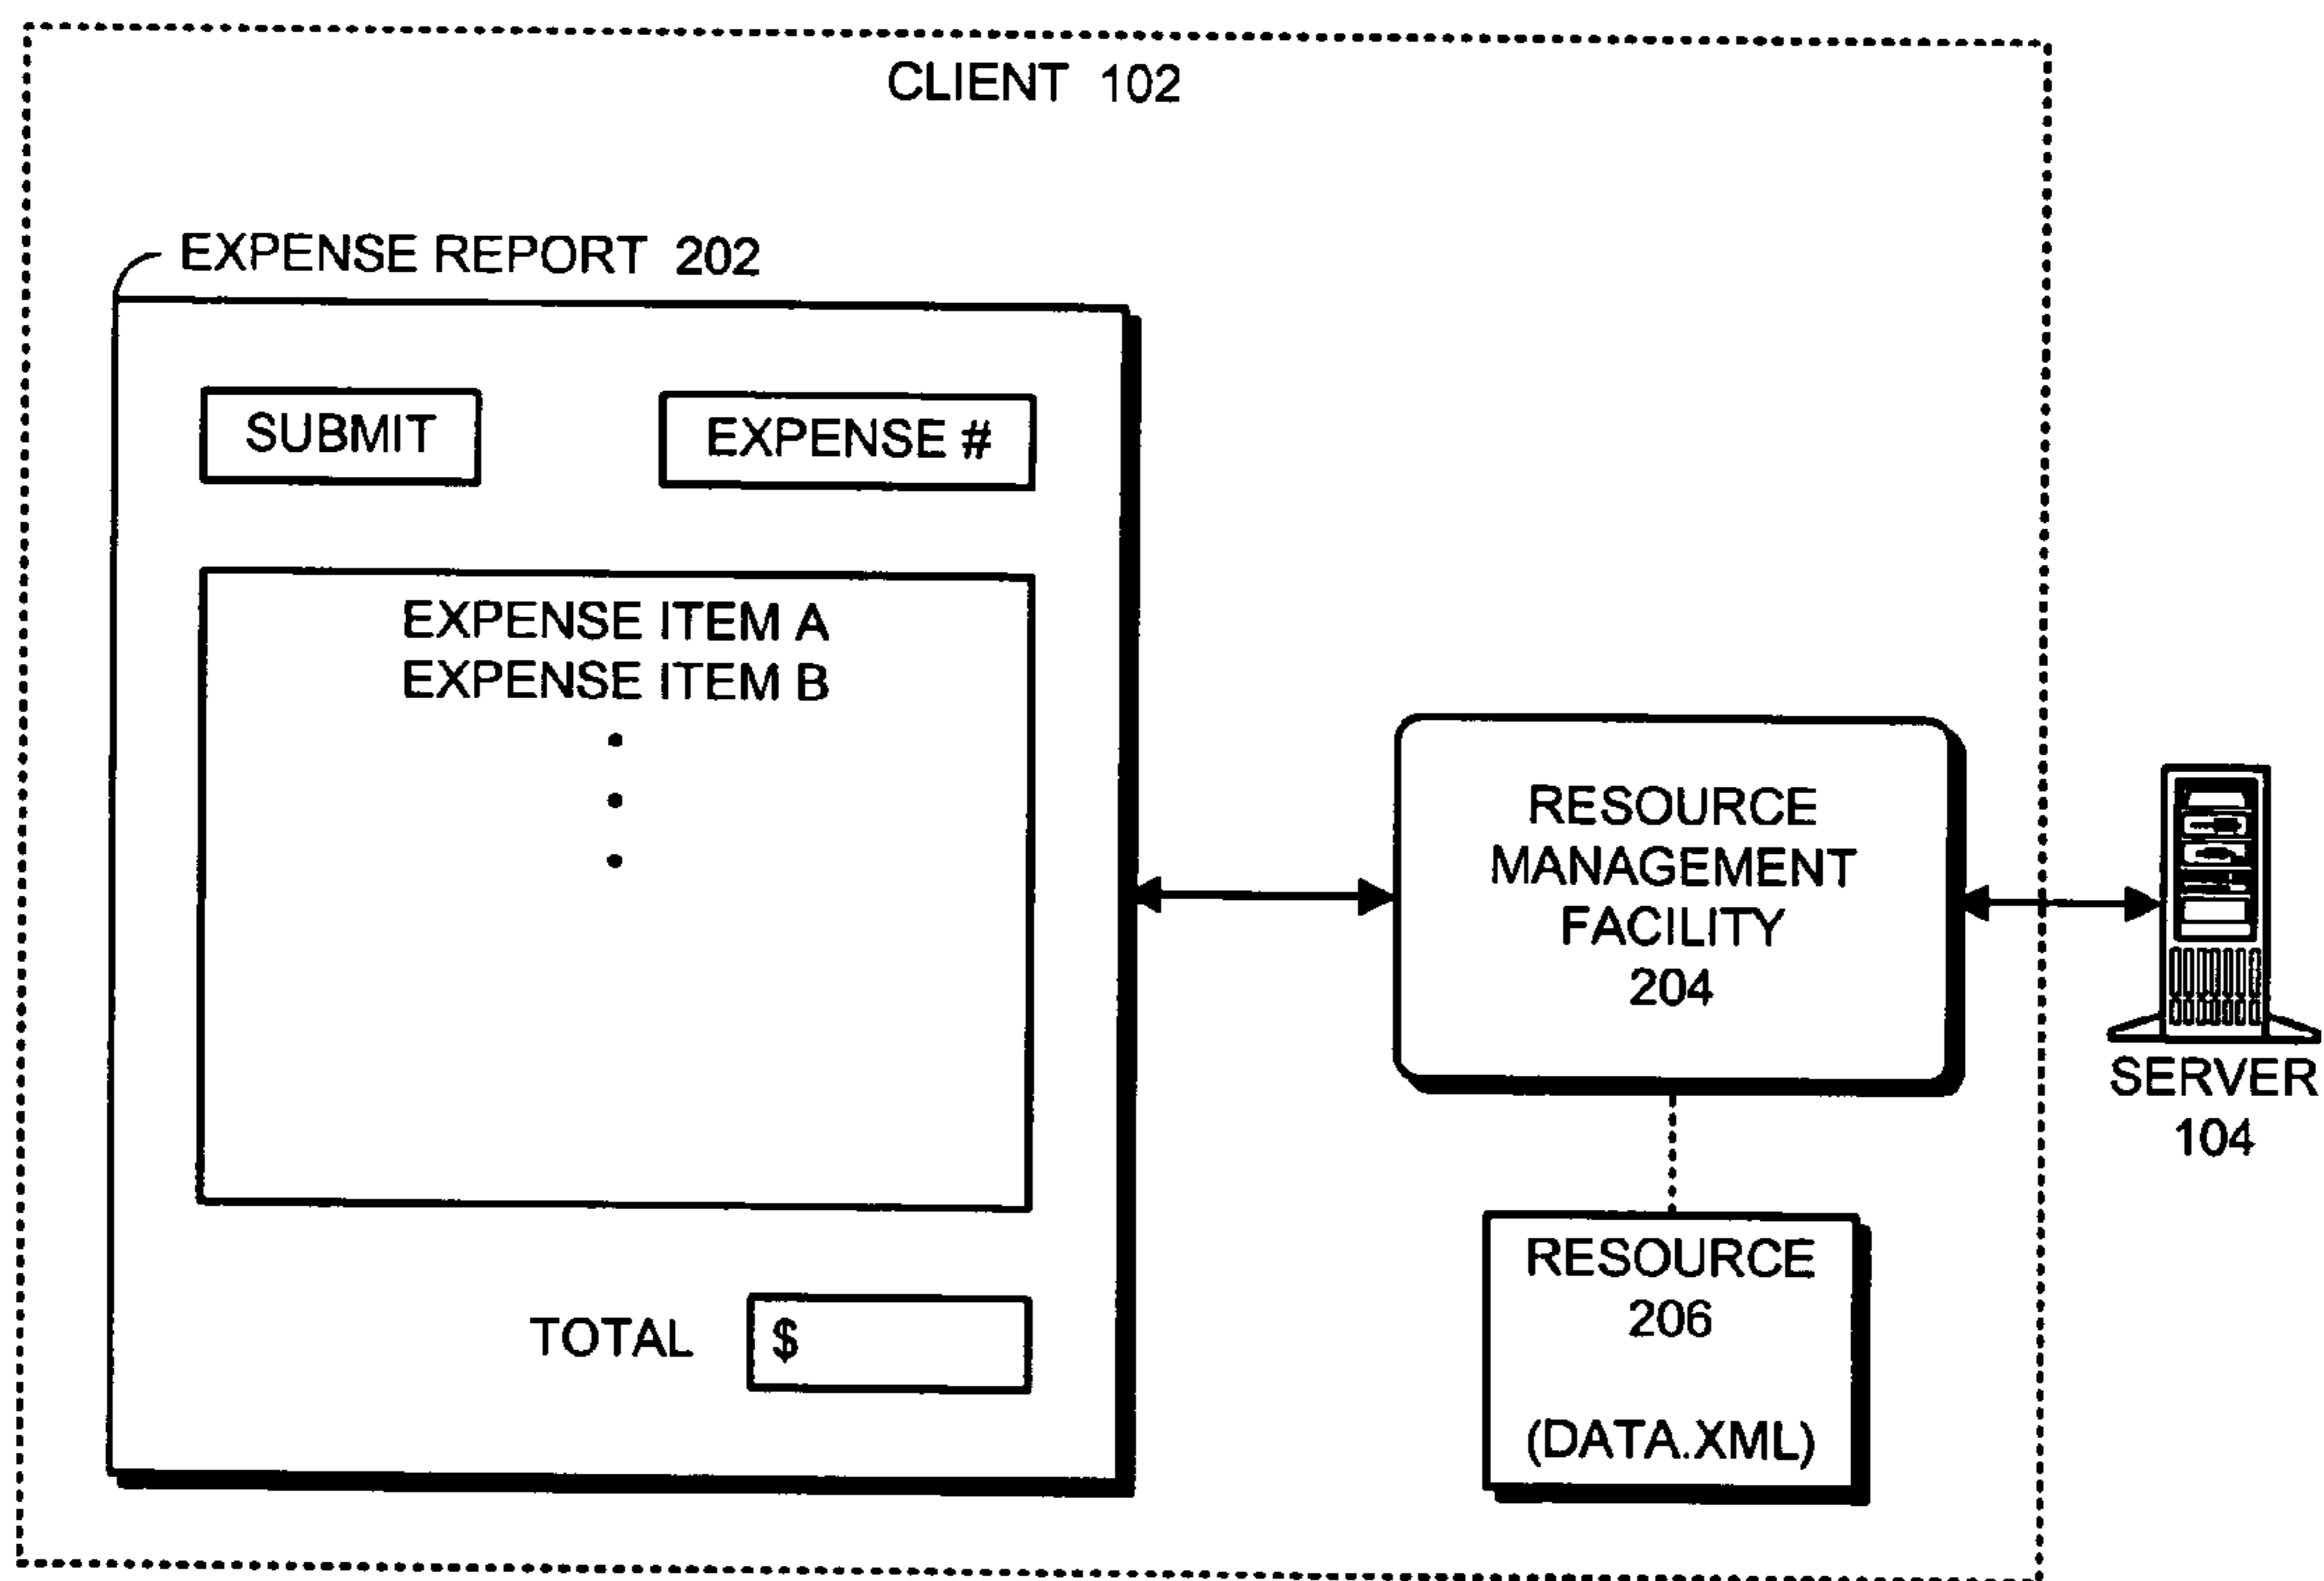 CLIENT 102
EXPENSE REPORT 202
SUBMIT
EXPENSE #
EXPENSE ITEM A
EXPENSE ITEM B
TOTAL
$
RESOURCE
MANAGEMENT
FACILITY
204
RESOURCE
206
(DATA.XML)
SERVER
104